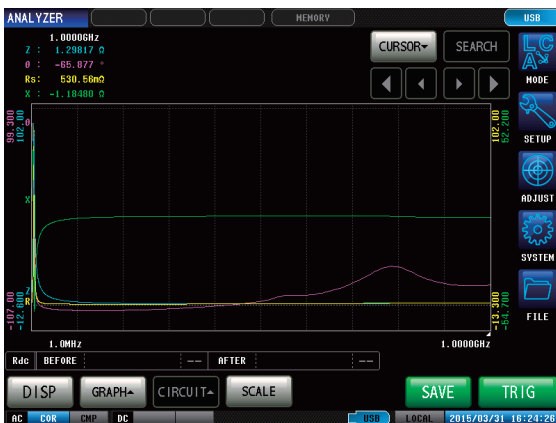 ANALYZER MEMORY USB
1.0000GHz
Z : 1.29817 Ω
θ : -65.877 °
Rs: 530.56mΩ
X : -1.18480 Ω
CURSOR SEARCH
LC
MODE
SETUP
ADJUST
SYSTEM
FILE
99.300
102.00
θ
X
Z
R
-107.00
-12.600
102.00
52.200
-13.300
-54.700
1.0MHz 1.0000GHz
Rdc BEFORE : -- AFTER : --
DISP GRAPH CIRCUIT SCALE SAVE TRIG
AC COR CMP DC USB LOCAL 2015/03/31 16:24:26